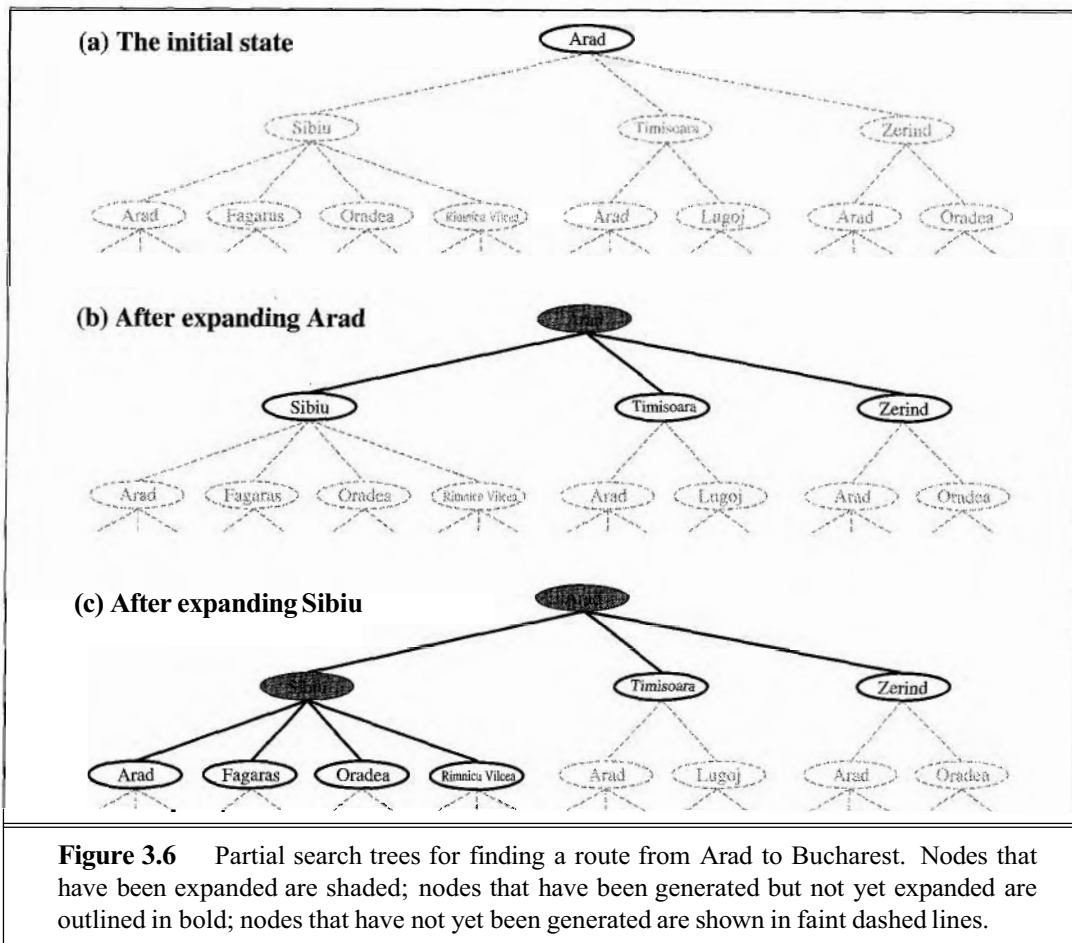 (a) The initial state
Arad
Sibiu Timisoara Zerind
Arad Fagaras Oradea Rimnicu Vilcea Arad Lugoj Arad Oradea
(b) After expanding Arad
Arad
Sibiu Timisoara Zerind
Arad Fagaras Oradea Rimnicu Vilcea Arad Lugoj Arad Oradea
(c) After expanding Sibiu
Arad
Sibiu Timisoara Zerind
Arad Fagaras Oradea Rimnicu Vilcea Arad Lugoj Arad Oradea
Figure 3.6 Partial search trees for finding a route from Arad to Bucharest. Nodes that
have been expanded are shaded; nodes that have been generated but not yet expanded are
outlined in bold; nodes that have not yet been generated are shown in faint dashed lines.